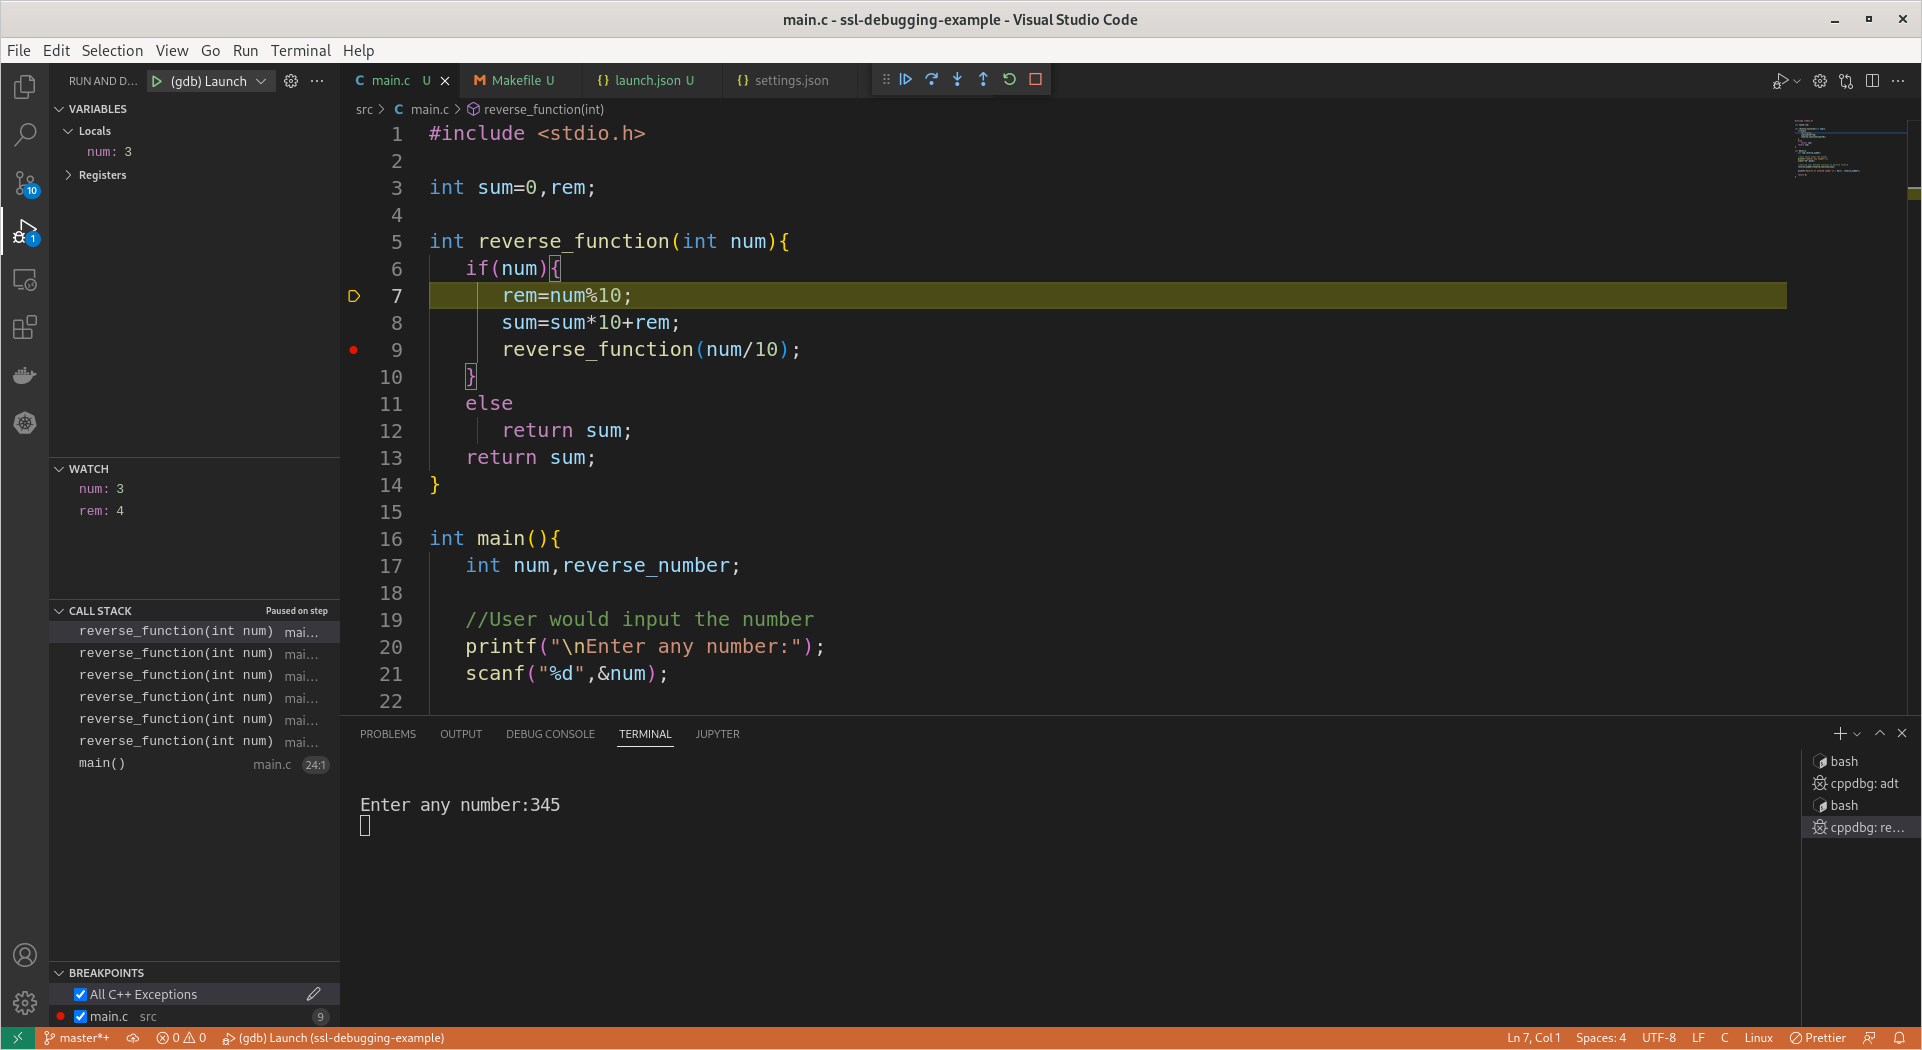 main.c - ssl-debugging-example - Visual Studio Code
File Edit Selection View Go Run Terminal Help
RUN AND D... (gdb) Launch
VARIABLES
Locals
num: 3
Registers
10
1
WATCH
num: 3
rem: 4
CALL STACK Paused on step
reverse_function(int num) mai...
reverse_function(int num) mai...
reverse_function(int num) mai...
reverse_function(int num) mai...
reverse_function(int num) mai...
reverse_function(int num) mai...
main() main.c 24:1
BREAKPOINTS
All C++ Exceptions
main.c src 9
main.c U Makefile U launch.json U settings.json
src > main.c > reverse_function(int)
1 #include <stdio.h>
2
3 int sum=0,rem;
4
5 int reverse_function(int num){
6 if(num){
7 rem=num%10;
8 sum=sum*10+rem;
9 reverse_function(num/10);
10 }
11 else
12 return sum;
13 return sum;
14 }
15
16 int main(){
17 int num,reverse_number;
18
19 //User would input the number
20 printf("\nEnter any number:");
21 scanf("%d",&num);
22
PROBLEMS OUTPUT DEBUG CONSOLE TERMINAL JUPYTER
Enter any number:345
bash
cppdbg: adt
bash
cppdbg: re...
master*+ 0 0 (gdb) Launch (ssl-debugging-example) Ln 7, Col 1 Spaces: 4 UTF-8 LF C Linux Prettier